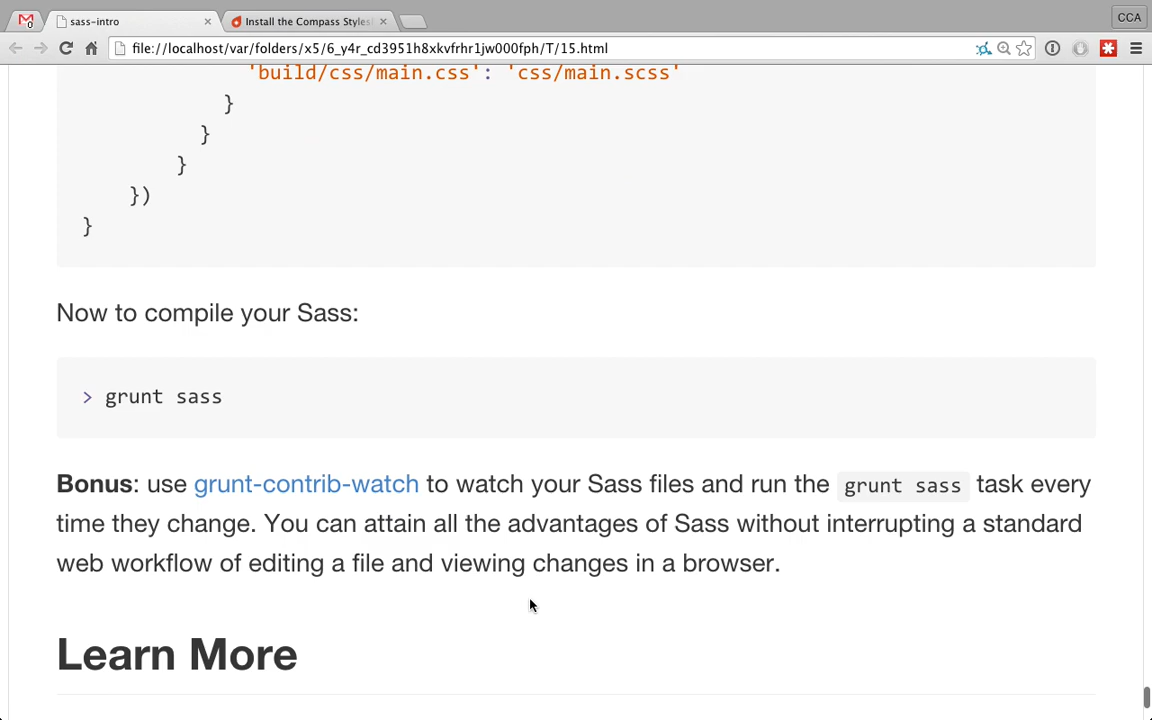 0
sass-intro
Install the Compass Styles
CCA
file://localhost/var/folders/x5/6_y4r_cd3951h8xkvfrhr1jw000fph/T/15.html
'build/css/main.css': 'css/main.scss'
}
}
}
})
}
Now to compile your Sass:
> grunt sass
Bonus: use grunt-contrib-watch to watch your Sass files and run the grunt sass task every
time they change. You can attain all the advantages of Sass without interrupting a standard
web workflow of editing a file and viewing changes in a browser.
Learn More